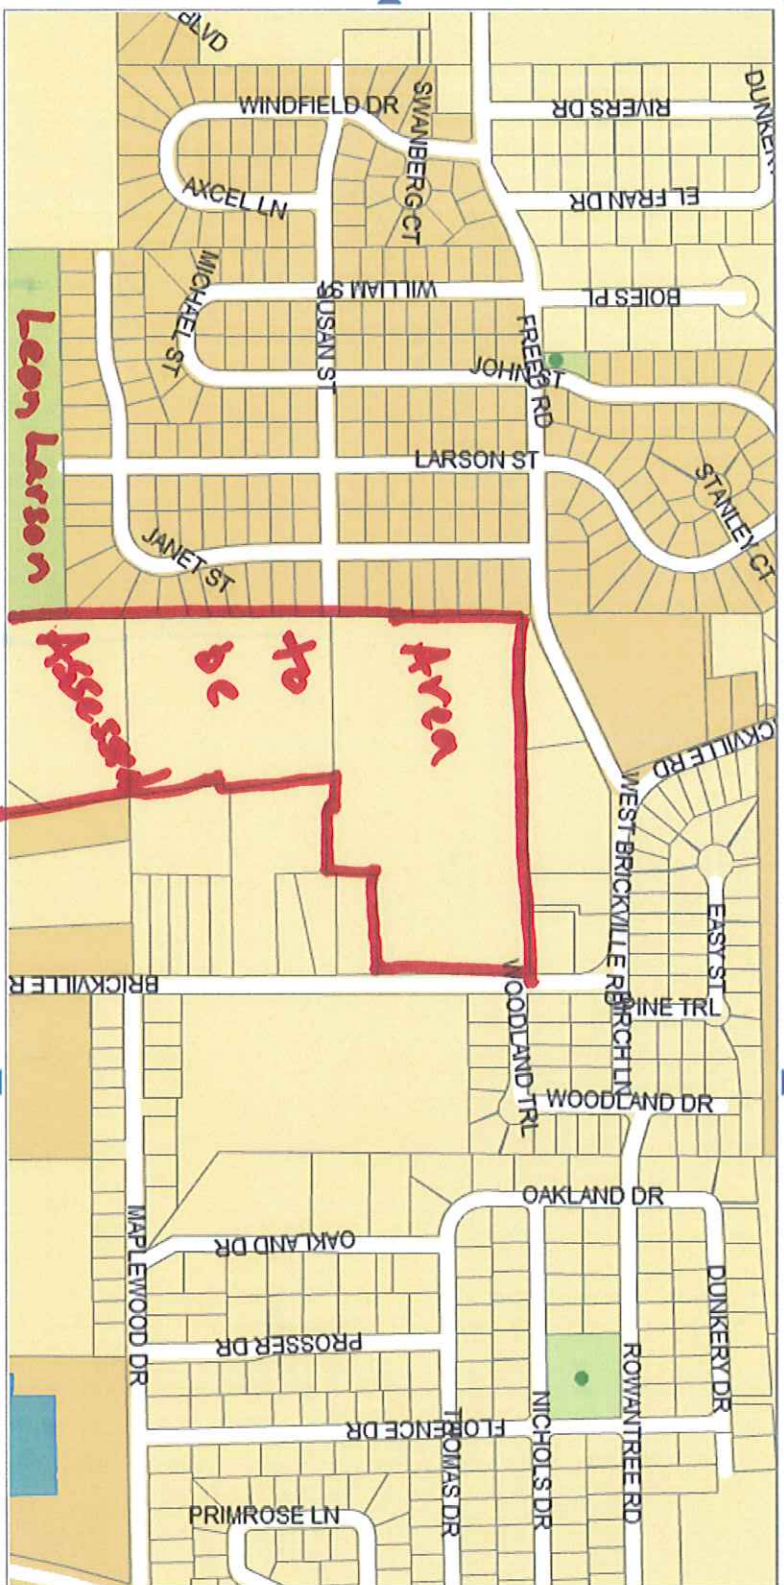 BLVD
WINDFIELD DR
SWANBERG CT
RIVERS DR
DUNKER
AXCEL LN
EL FRAN DR
MICHAEL ST
SUSAN ST
WILLIAM ST
BOIES PL
FREED RD
JOHN ST
LARSON ST
STANLEY CT
JANET ST
Leon Larson
Area
to
be
Assessed
CKVILLE RD
WEST BRICKVILLE RD
EASY ST
BRICKVILLE R
PINE TRL
BIRCH LN
WOODLAND TRL
WOODLAND DR
OAKLAND DR
OAKLAND DR
MAPLEWOOD DR
PROSSER DR
DUNKERY DR
ROWANTREE RD
NICHOLS DR
FLORENCE DR
THOMAS DR
PRIMROSE LN